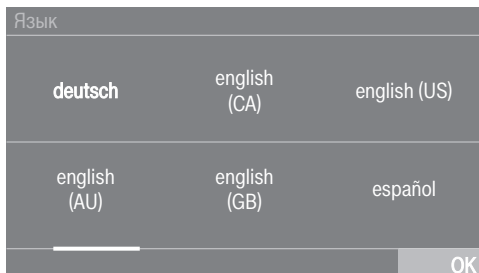 Язык
deutsch
english
(CA)
english (US)
english
(AU)
english
(GB)
español
OK